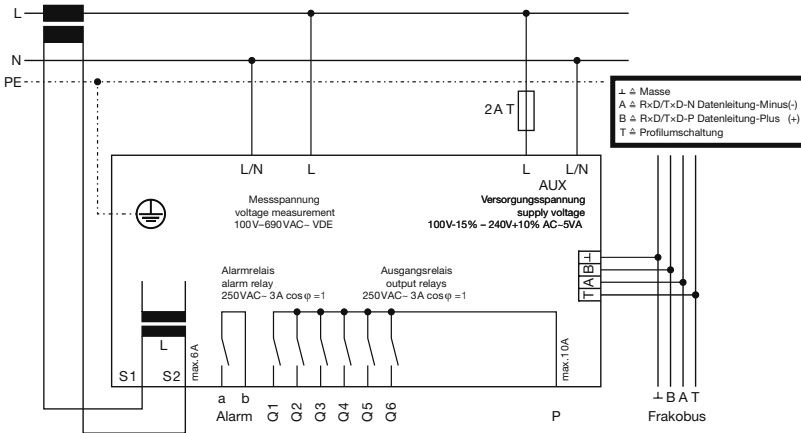 L
N
PE
2 A T
⊥ ≙ Masse
A ≙ R×D/T×D-N Datenleitung-Minus(-)
B ≙ R×D/T×D-P Datenleitung-Plus (+)
T ≙ Profilumschaltung
L/N L L L/N
AUX
Messspannung
voltage measurement
100V–690VAC~ VDE
Versorgungsspannung
supply voltage
100V-15% – 240V+10% AC~5VA
⊥
B
A
T
Alarmrelais
alarm relay
250VAC~ 3A cosφ =1
Ausgangsrelais
output relays
250VAC~ 3A cosφ =1
L
S1 S2
max.6A
max.10A
a b
Alarm
Q1
Q2
Q3
Q4
Q5
Q6
P
⊥ B A T
Frakobus